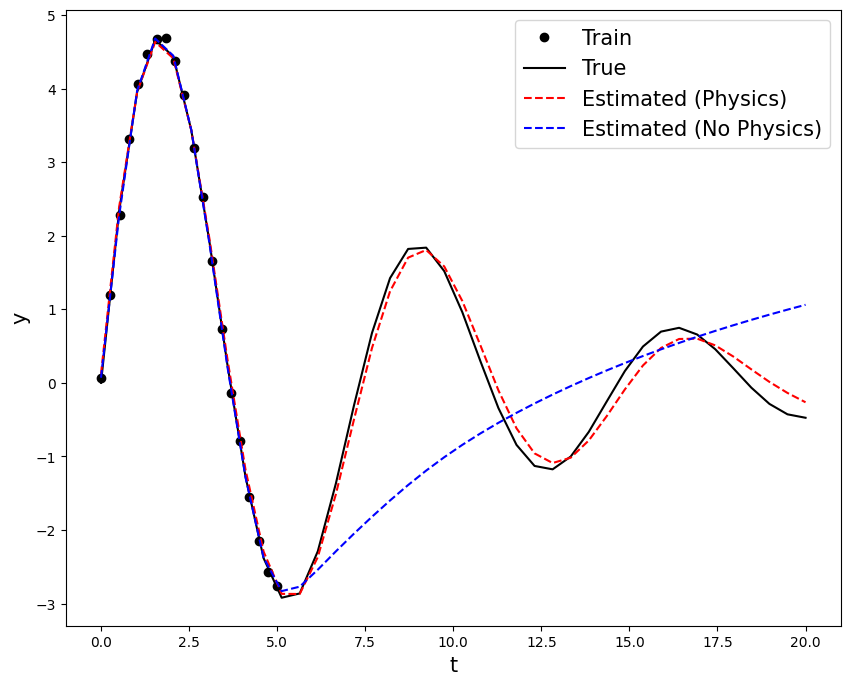 5
4
3
2
1
0
−1
−2
−3
y
Train
True
Estimated (Physics)
Estimated (No Physics)
0.0 2.5 5.0 7.5 10.0 12.5 15.0 17.5 20.0
t